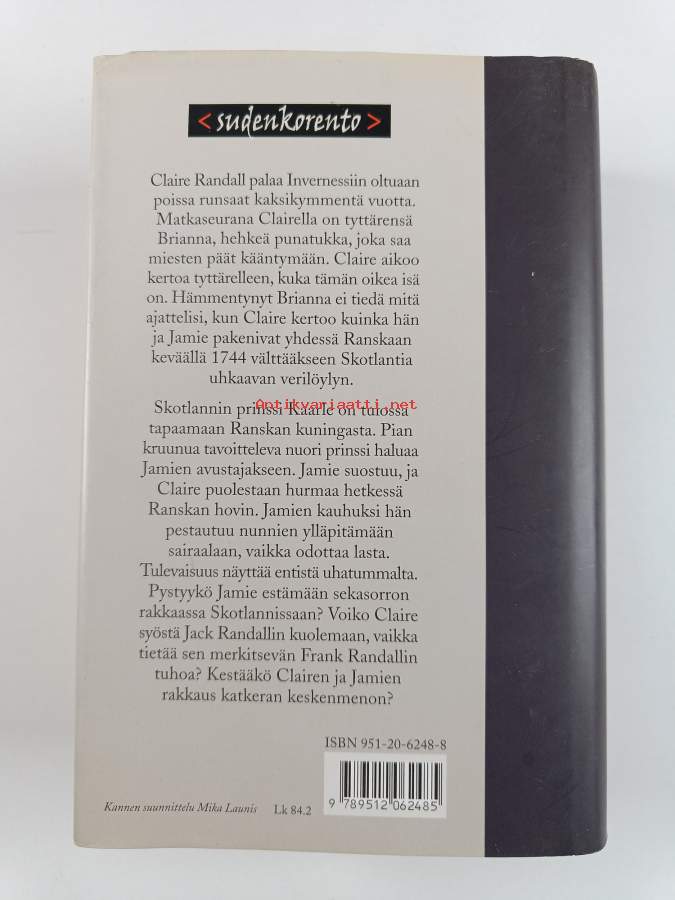 < sudenkorento >
Claire Randall palaa Invernessiin oltuaan
poissa runsaat kaksikymmentä vuotta.
Matkaseurana Clairella on tyttärensä
Brianna, hehkeä punatukka, joka saa
miesten päät kääntymään. Claire aikoo
kertoa tyttärelleen, kuka tämän oikea isä
on. Hämmentynyt Brianna ei tiedä mitä
ajattelisi, kun Claire kertoo kuinka hän
ja Jamie pakenivat yhdessä Ranskaan
keväällä 1744 välttääkseen Skotlantia
uhkaavan verilöylyn.
Antikvariaatti.net
Skotlannin prinssi Kaarle on tulossa
tapaamaan Ranskan kuningasta. Pian
kruunua tavoitteleva nuori prinssi haluaa
Jamien avustajakseen. Jamie suostuu, ja
Claire puolestaan hurmaa hetkessä
Ranskan hovin. Jamien kauhuksi hän
pestautuu nunnien ylläpitämään
sairaalaan, vaikka odottaa lasta.
Tulevaisuus näyttää entistä uhatummalta.
Pystyykö Jamie estämään sekasorron
rakkaassa Skotlannissaan? Voiko Claire
syöstä Jack Randallin kuolemaan, vaikka
tietää sen merkitsevän Frank Randallin
tuhoa? Kestääkö Clairen ja Jamien
rakkaus katkeran keskenmenon?
ISBN 951-20-6248-8
9 789512 062485
Kannen suunnittelu Mika Launis Lk 84.2